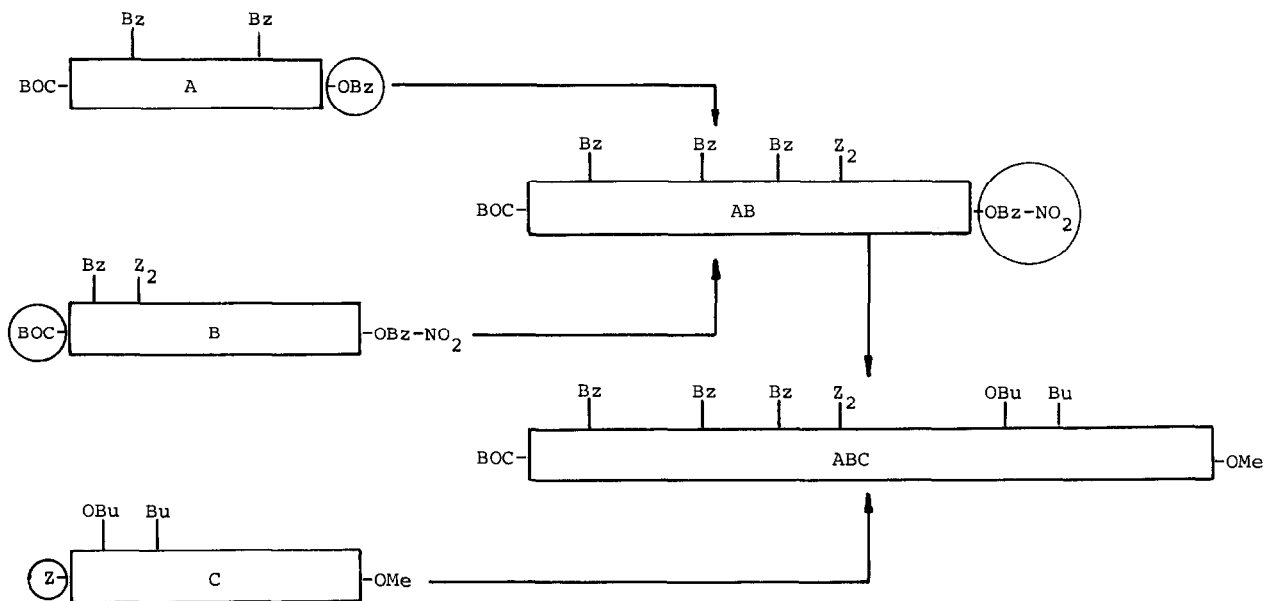 Bz Bz
BOC- A -OBz
Bz Bz Bz Z2
BOC- AB -OBz-NO2
Bz Z2
BOC- B -OBz-NO2
Bz Bz Bz Z2 OBu Bu
BOC- ABC -OMe
OBu Bu
Z- C -OMe